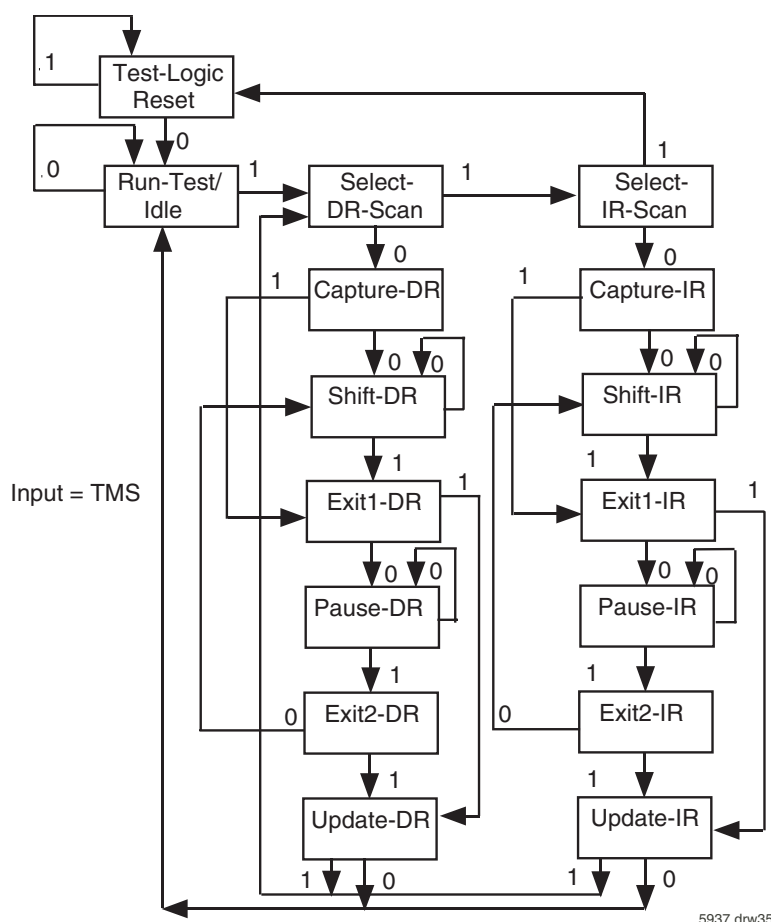 .1
Test-Logic
Reset
0
.0
Run-Test/
Idle
1
Select-
DR-Scan
1
1
Select-
IR-Scan
0
0
1
Capture-DR
1
Capture-IR
0
0
0
0
Shift-DR
Shift-IR
1
1
Input = TMS
Exit1-DR
1
Exit1-IR
1
0
0
0
0
Pause-DR
Pause-IR
1
1
0
Exit2-DR
0
Exit2-IR
1
1
Update-DR
Update-IR
1
0
1
0
5937 drw35